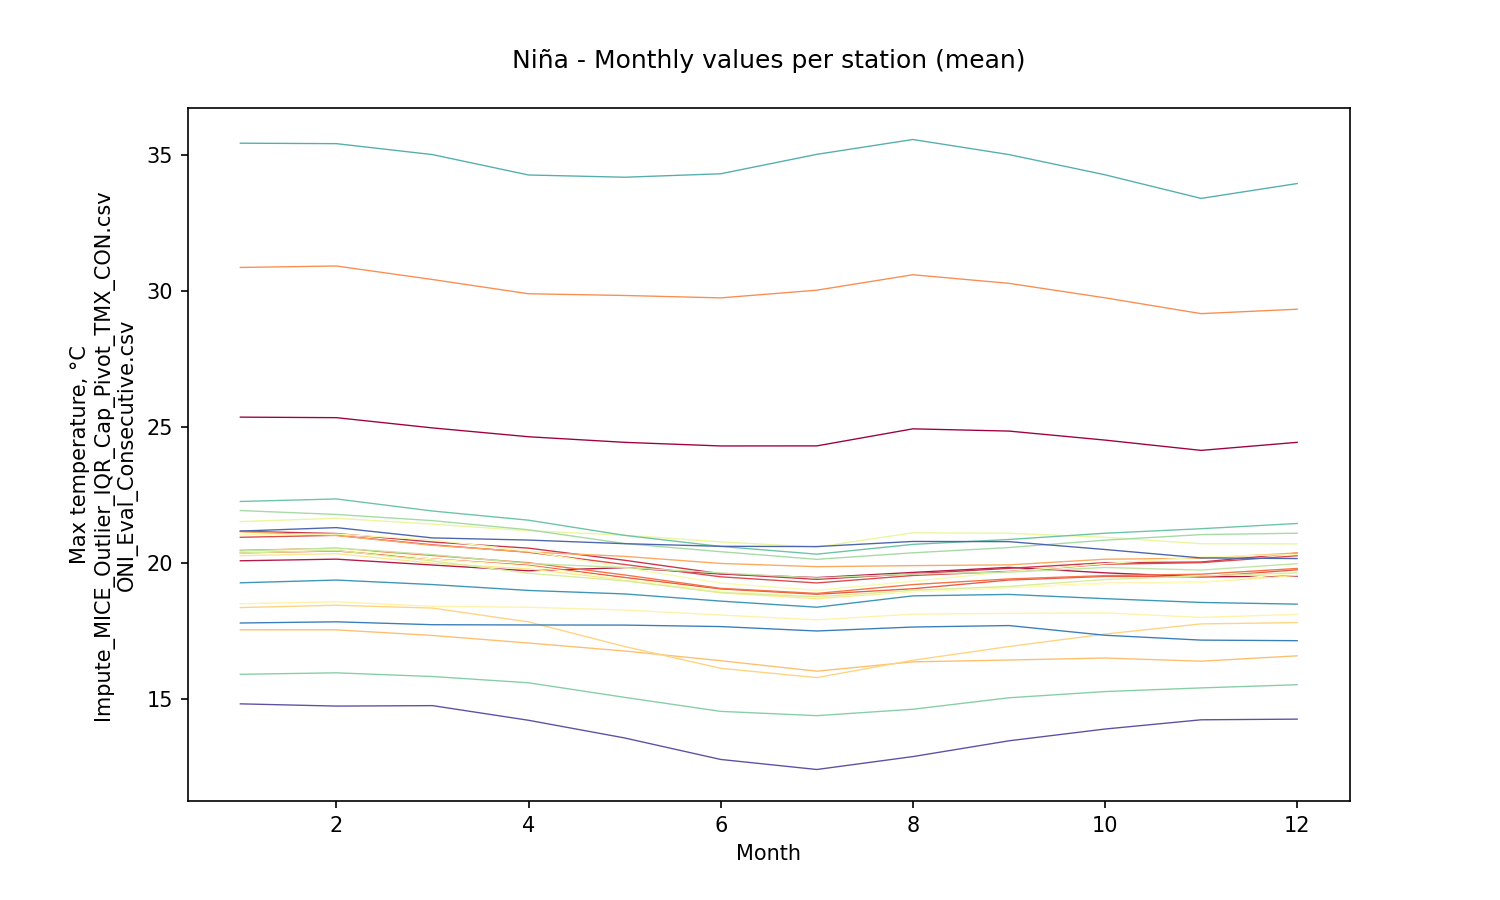 Niña - Monthly values per station (mean)
Max temperature, °C
Impute_MICE_Outlier_IQR_Cap_Pivot_TMX_CON.csv
ONI_Eval_Consecutive.csv
35
30
25
20
15
2 4 6 8 10 12
Month